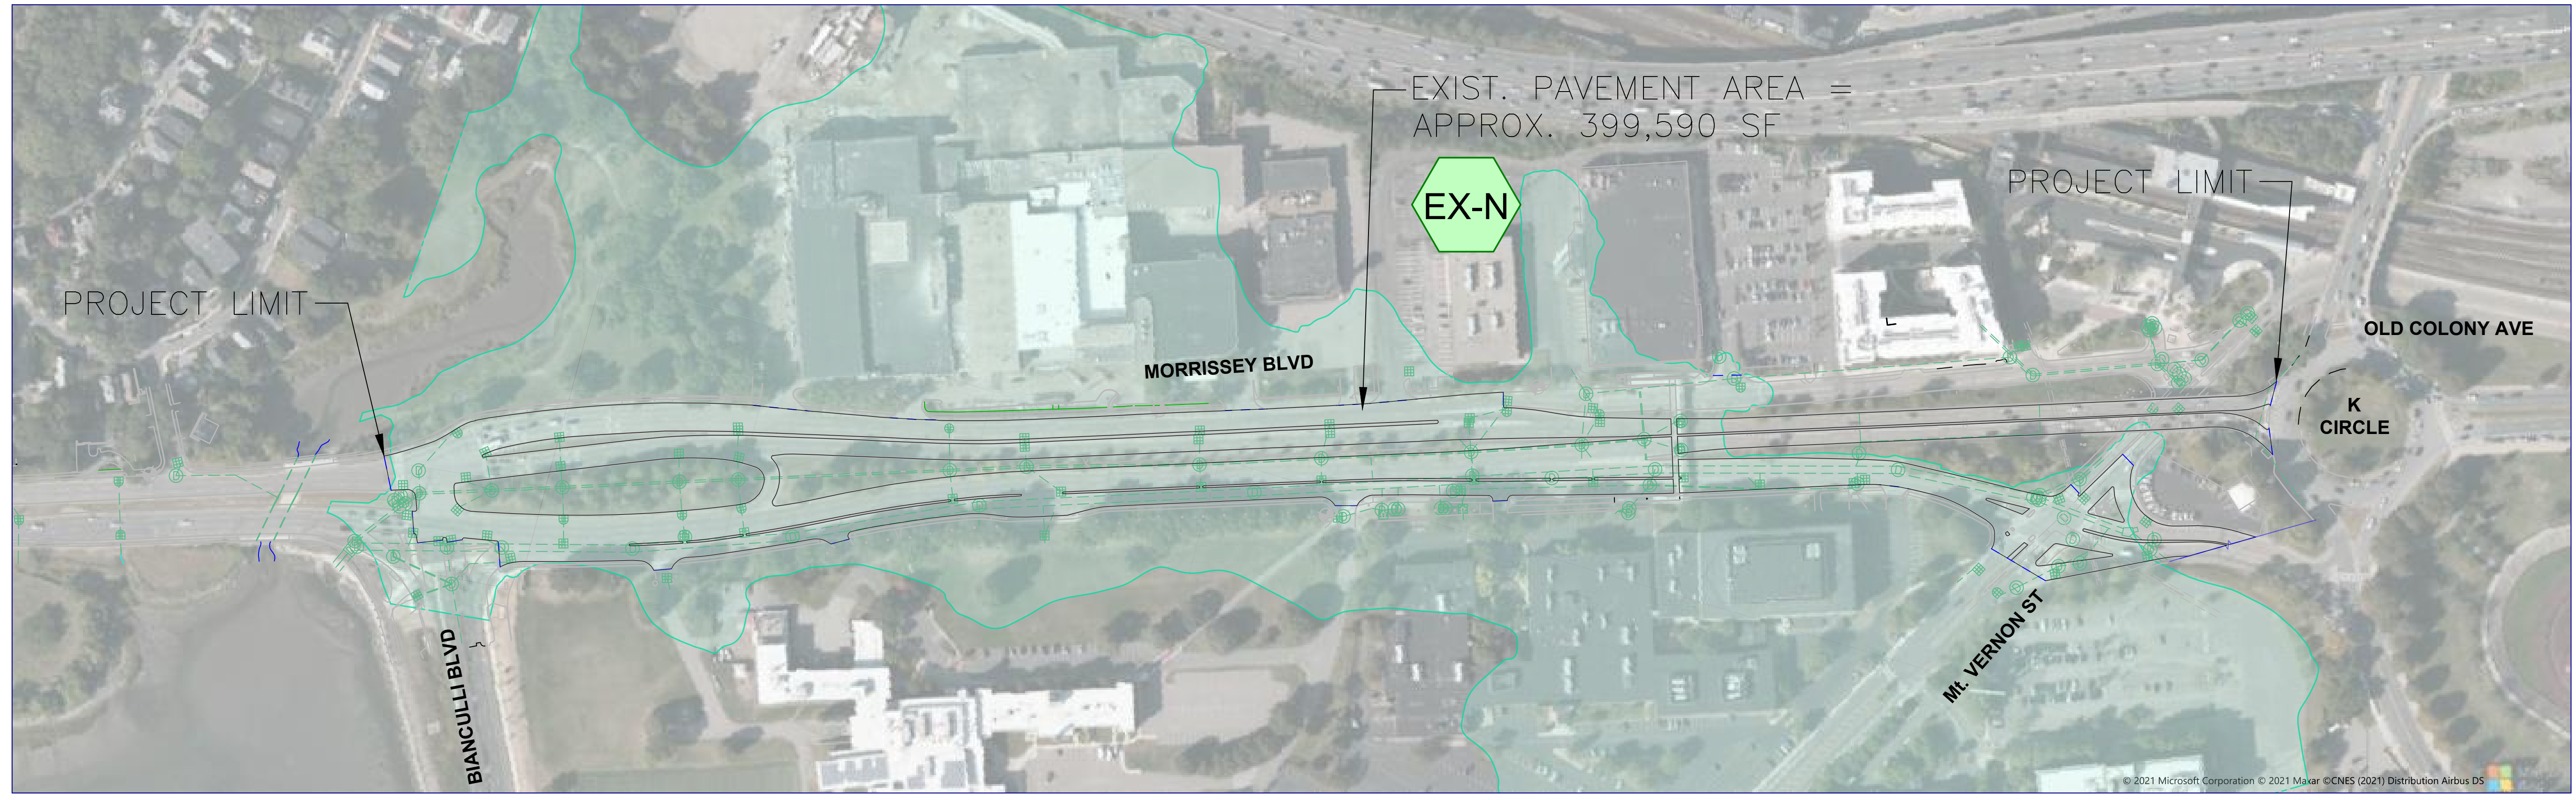 EXIST. PAVEMENT AREA =
APPROX. 399,590 SF
EX-N
PROJECT LIMIT
PROJECT LIMIT
OLD COLONY AVE
MORRISSEY BLVD
K
CIRCLE
BIANCULLI BLVD
Mt. VERNON ST
© 2021 Microsoft Corporation © 2021 Maxar ©CNES (2021) Distribution Airbus DS